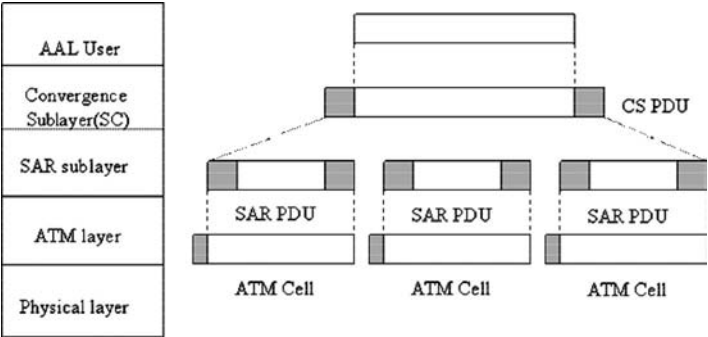 AAL User
Convergence
Sublayer(SC)
CS PDU
SAR sublayer
SAR PDU
SAR PDU
SAR PDU
ATM layer
ATM Cell
ATM Cell
ATM Cell
Physical layer